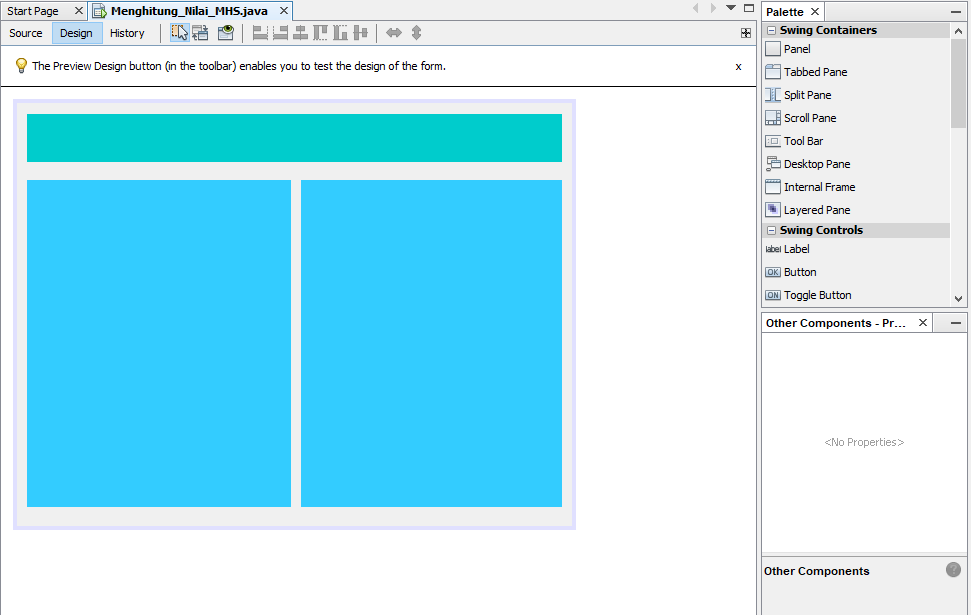 Start Page
Menghitung_Nilai_MHS.java
Source Design History
The Preview Design button (in the toolbar) enables you to test the design of the form.
x
Palette
Swing Containers
Panel
Tabbed Pane
Split Pane
Scroll Pane
Tool Bar
Desktop Pane
Internal Frame
Layered Pane
Swing Controls
label Label
OK Button
ON Toggle Button
Other Components - Pr...
<No Properties>
Other Components
?